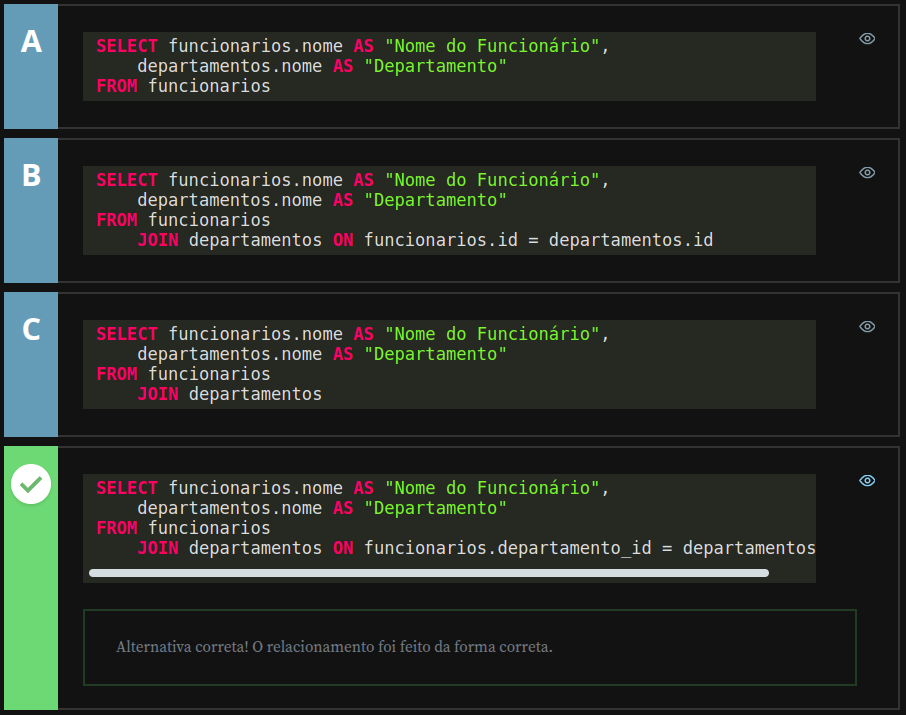 A
SELECT funcionarios.nome AS "Nome do Funcionário",
    departamentos.nome AS "Departamento"
FROM funcionarios
B
SELECT funcionarios.nome AS "Nome do Funcionário",
    departamentos.nome AS "Departamento"
FROM funcionarios
    JOIN departamentos ON funcionarios.id = departamentos.id
C
SELECT funcionarios.nome AS "Nome do Funcionário",
    departamentos.nome AS "Departamento"
FROM funcionarios
    JOIN departamentos
SELECT funcionarios.nome AS "Nome do Funcionário",
    departamentos.nome AS "Departamento"
FROM funcionarios
    JOIN departamentos ON funcionarios.departamento_id = departamentos
Alternativa correta! O relacionamento foi feito da forma correta.